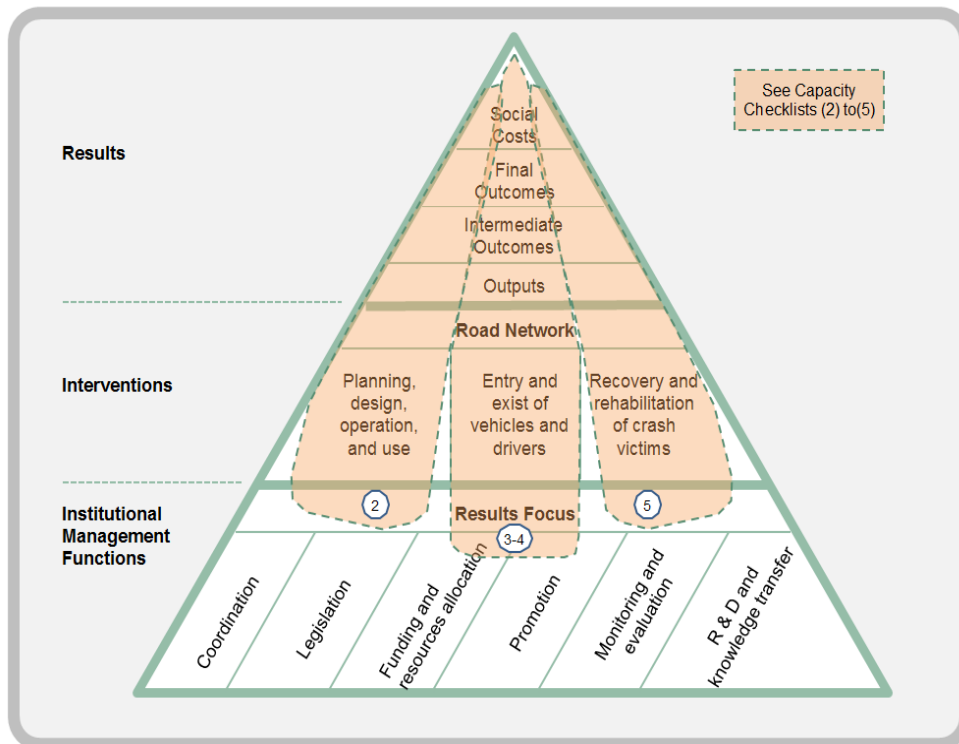 See Capacity
Checklists (2) to(5)
Social
Costs
Results
Final
Outcomes
Intermediate
Outcomes
Outputs
Road Network
Interventions
Planning,
design,
operation,
and use
Entry and
exist of
vehicles and
drivers
Recovery and
rehabilitation
of crash
victims
Institutional
Management
Functions
2
Results Focus
5
3-4
Coordination
Legislation
Funding and
resources allocation
Promotion
Monitoring and
evaluation
R & D and
knowledge transfer